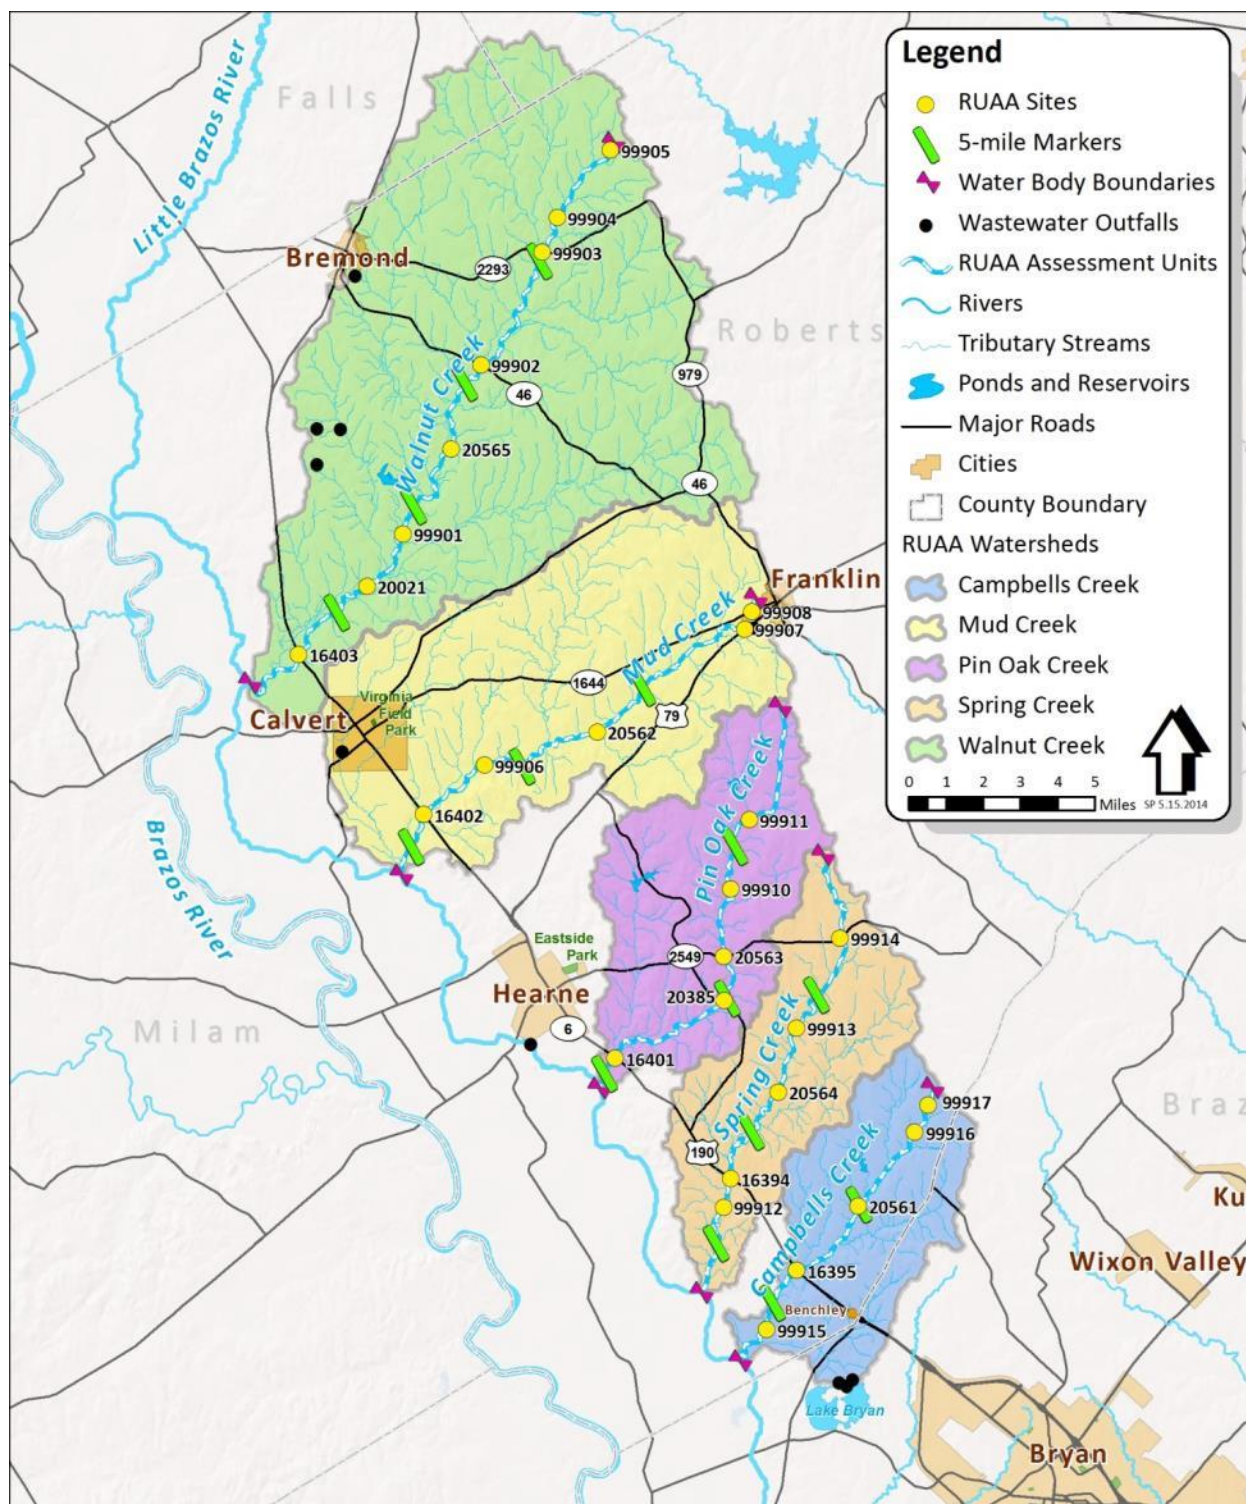 Legend
RUAA Sites
5-mile Markers
Water Body Boundaries
Wastewater Outfalls
RUAA Assessment Units
Rivers
Tributary Streams
Ponds and Reservoirs
Major Roads
Cities
County Boundary
RUAA Watersheds
Campbells Creek
Mud Creek
Pin Oak Creek
Spring Creek
Walnut Creek
0 1 2 3 4 5
Miles
SP 5.15.2014
Falls
Little Brazos River
99905
99904
Bremond
99903
2293
Roberts
99902
Walnut Creek
979
46
20565
46
99901
Franklin
20021
99908
99907
Mud Creek
16403
1644
Virginia
Field
Park
Calvert
79
20562
99906
16402
Pin Oak Creek
99911
Brazos River
99910
99914
Eastside
Park
2549
20563
Hearne
20385
Milam
6
99913
Spring Creek
16401
20564
99917
Braz
99916
190
16394
Campbells Creek
99912
20561
Ku
Wixon Valley
16395
Benchley
99915
Lake Bryan
Bryan